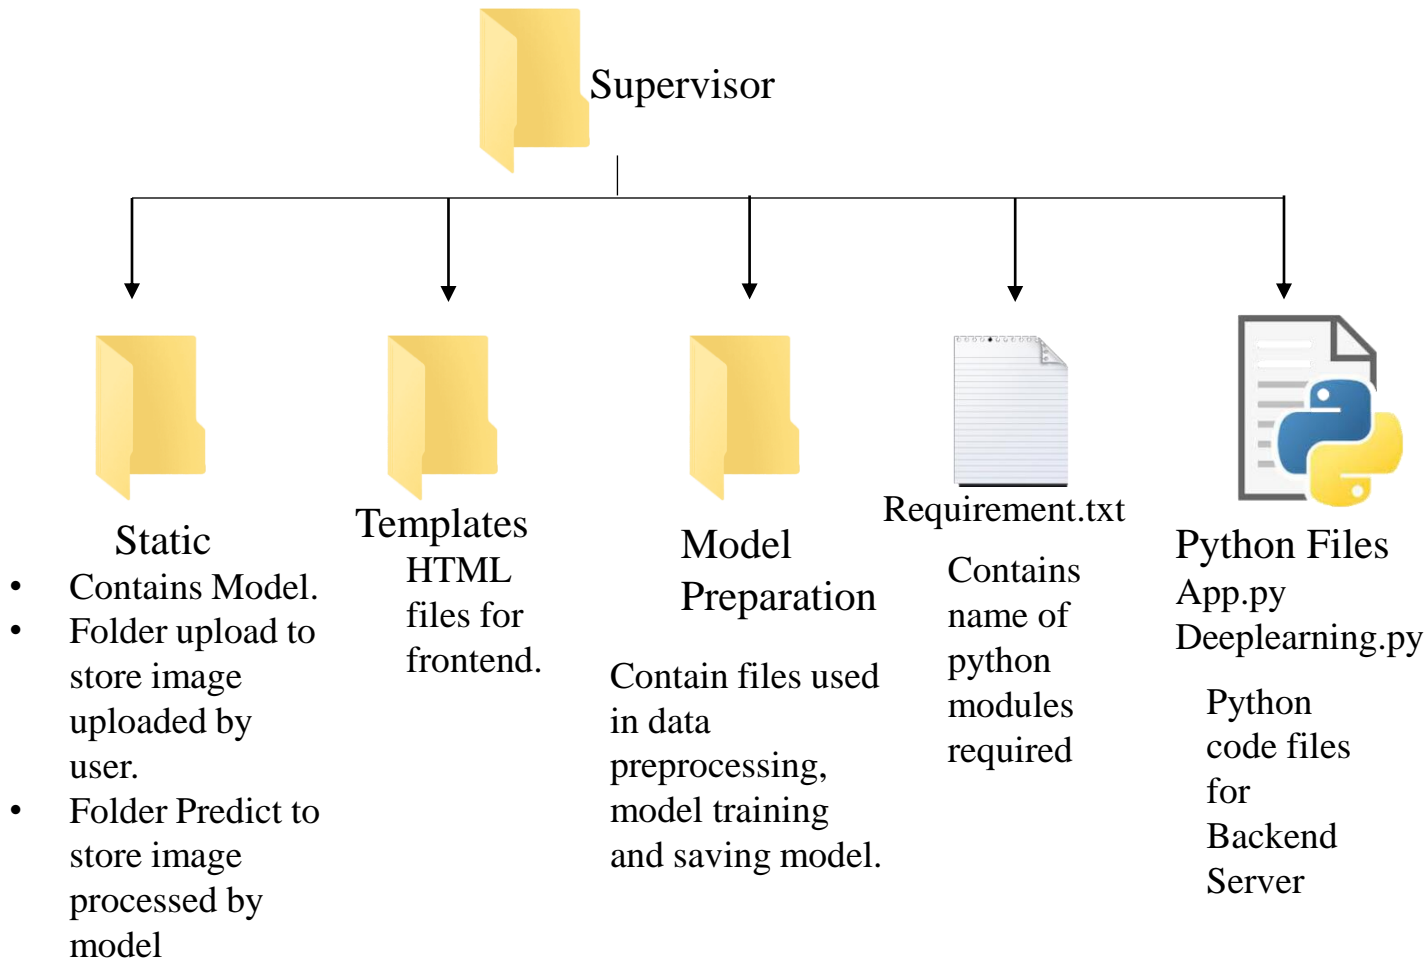 Supervisor
Static
• Contains Model.
• Folder upload to
store image
uploaded by
user.
• Folder Predict to
store image
processed by
model
Templates
HTML
files for
frontend.
Model
Preparation
Contain files used
in data
preprocessing,
model training
and saving model.
Requirement.txt
Contains
name of
python
modules
required
Python Files
App.py
Deeplearning.py
Python
code files
for
Backend
Server